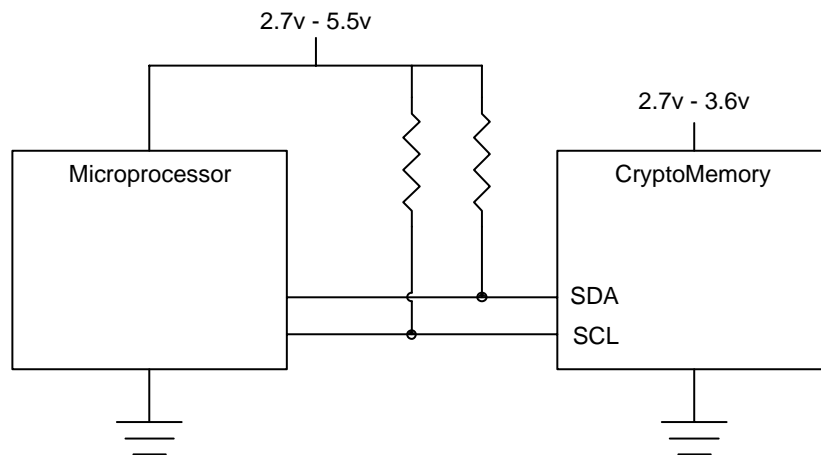 2.7v - 5.5v
2.7v - 3.6v
Microprocessor
CryptoMemory
SDA
SCL